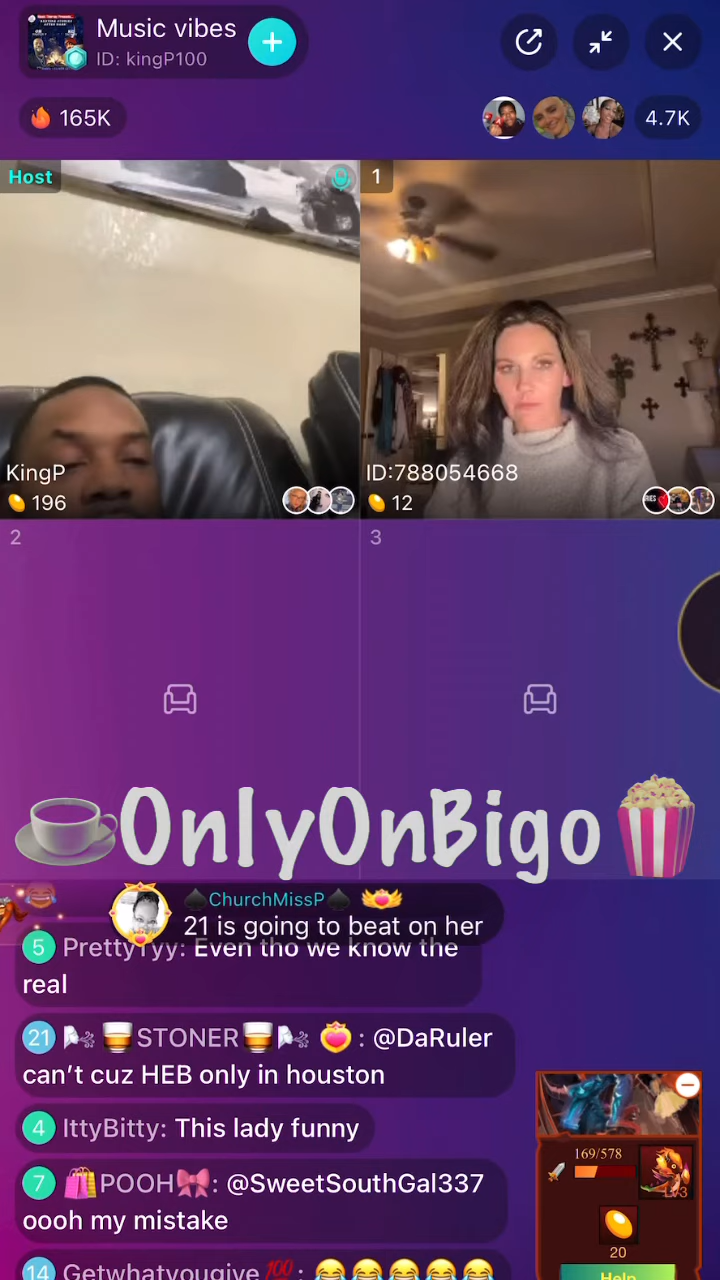 Music vibes
ID: kingP100
165K
4.7K
Host
1
KingP
196
ID:788054668
12
2
3
OnlyOnBigo
ChurchMissP
21 is going to beat on her
5 PrettyTyy: Even tho we know the
real
21 STONER : @DaRuler
can't cuz HEB only in houston
4 IttyBitty: This lady funny
7 POOH : @SweetSouthGal337
oooh my mistake
14 Getwhatyougive💯: 😂😂😂😂😂
169/578
Lv3
20
Help